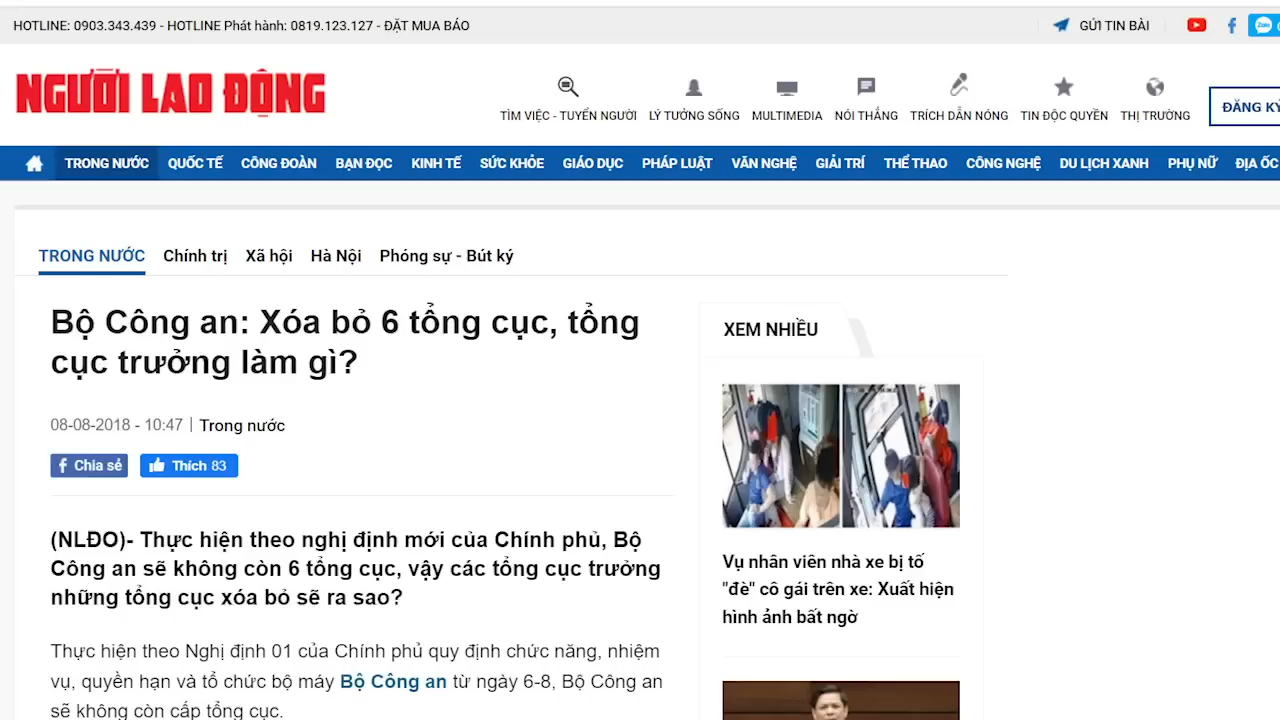 HOTLINE: 0903.343.439 - HOTLINE Phát hành: 0819.123.127 - ĐẶT MUA BÁO
GỬI TIN BÀI
Zalo
NGƯỜI LAO ĐỘNG
TÌM VIỆC - TUYỂN NGƯỜI LÝ TƯỞNG SỐNG MULTIMEDIA NÓI THẲNG TRÍCH DẪN NÓNG TIN ĐỘC QUYỀN THỊ TRƯỜNG
ĐĂNG KÝ
TRONG NƯỚC QUỐC TẾ CÔNG ĐOÀN BẠN ĐỌC KINH TẾ SỨC KHỎE GIÁO DỤC PHÁP LUẬT VĂN NGHỆ GIẢI TRÍ THỂ THAO CÔNG NGHỆ DU LỊCH XANH PHỤ NỮ ĐỊA ỐC
TRONG NƯỚC Chính trị Xã hội Hà Nội Phóng sự - Bút ký
Bộ Công an: Xóa bỏ 6 tổng cục, tổng
cục trưởng làm gì?
08-08-2018 - 10:47 | Trong nước
Chia sẻ Thích 83
(NLĐO)- Thực hiện theo nghị định mới của Chính phủ, Bộ
Công an sẽ không còn 6 tổng cục, vậy các tổng cục trưởng
những tổng cục xóa bỏ sẽ ra sao?
Thực hiện theo Nghị định 01 của Chính phủ quy định chức năng, nhiệm
vụ, quyền hạn và tổ chức bộ máy Bộ Công an từ ngày 6-8, Bộ Công an
sẽ không còn cấp tổng cục.
XEM NHIỀU
Vụ nhân viên nhà xe bị tố
"đè" cô gái trên xe: Xuất hiện
hình ảnh bất ngờ